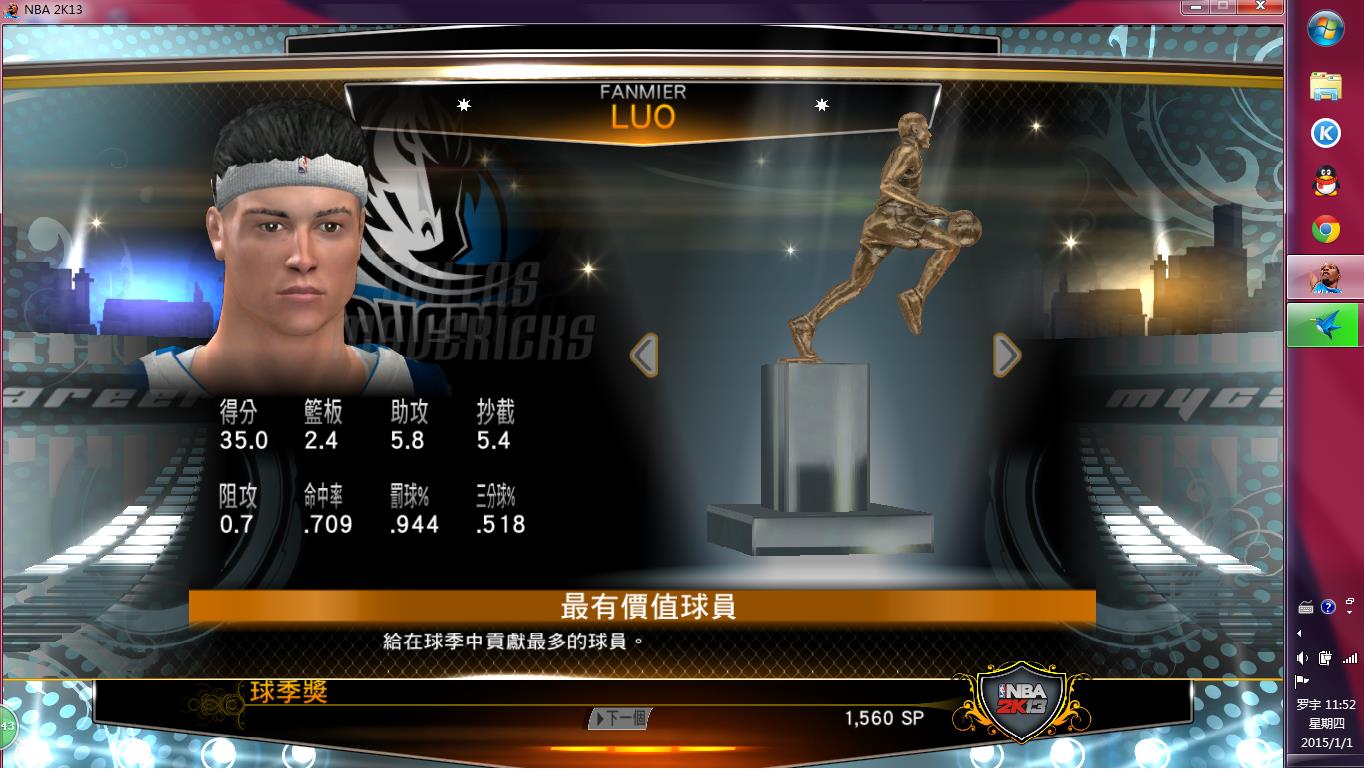 NBA 2K13
FANMIER
LUO
DALLAS
MAVERICKS
得分 籃板 助攻 抄截
35.0 2.4 5.8 5.4
阻攻 命中率 罰球% 三分球%
0.7 .709 .944 .518
最有價值球員
給在球季中貢獻最多的球員。
球季獎
下一個
1,560 SP
NBA
2K13
43
K
罗宇 11:52
星期四
2015/1/1